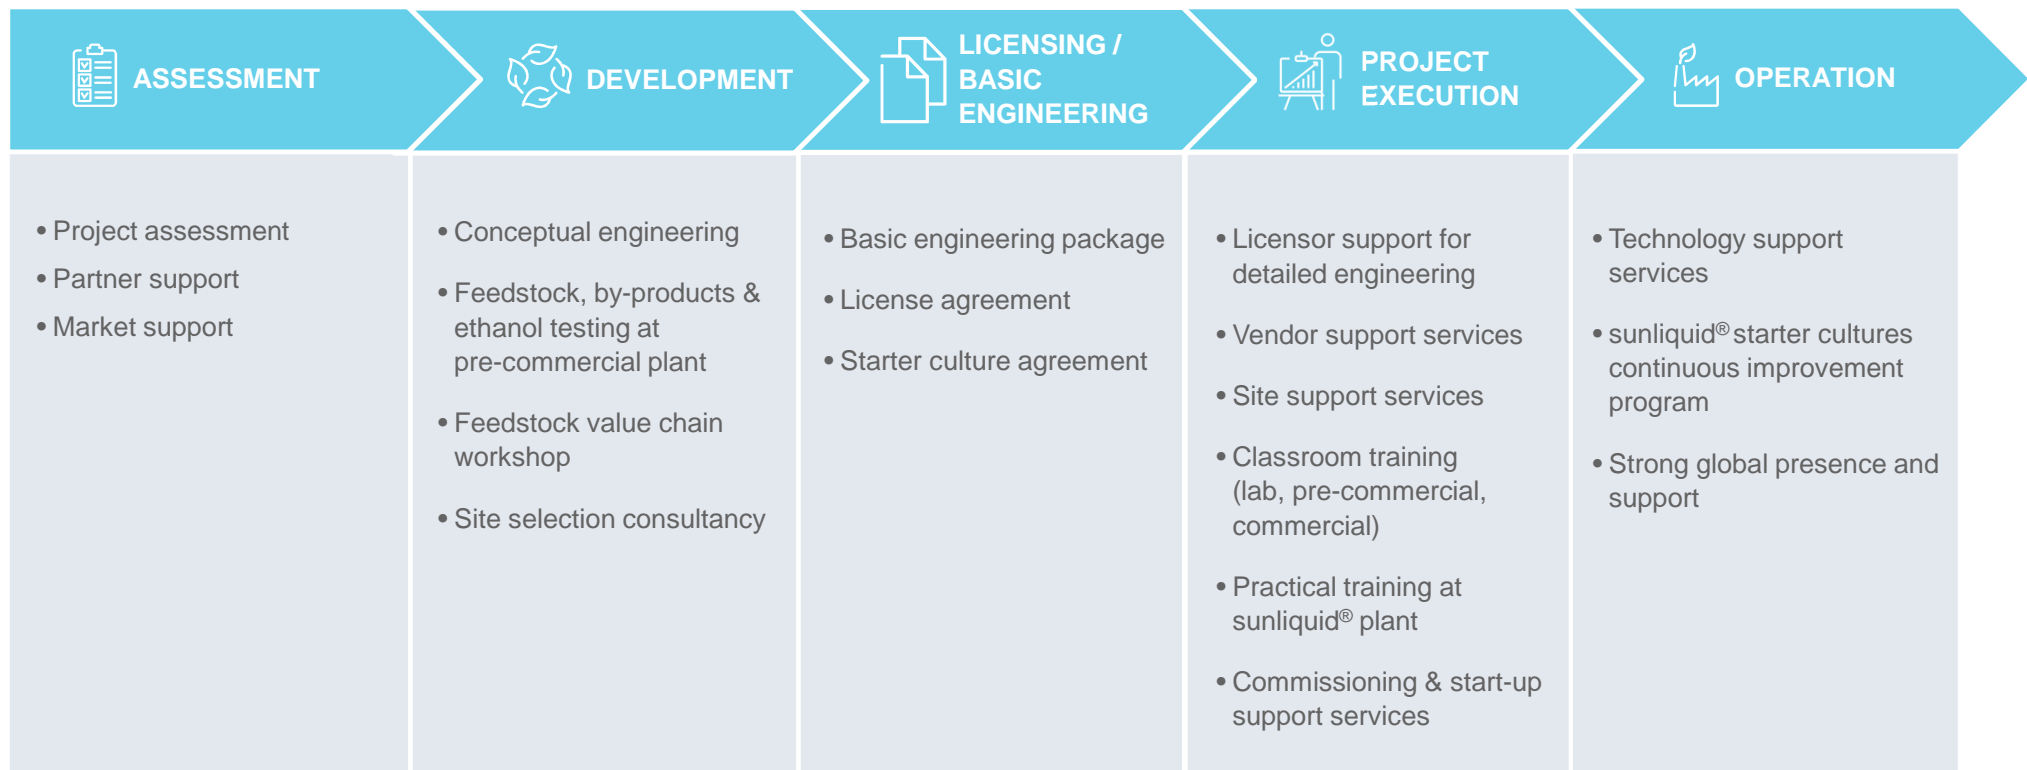 ASSESSMENT
DEVELOPMENT
LICENSING /
BASIC
ENGINEERING
PROJECT
EXECUTION
OPERATION
• Project assessment
• Partner support
• Market support
• Conceptual engineering
• Feedstock, by-products &
ethanol testing at
pre-commercial plant
• Feedstock value chain
workshop
• Site selection consultancy
• Basic engineering package
• License agreement
• Starter culture agreement
• Licensor support for
detailed engineering
• Vendor support services
• Site support services
• Classroom training
(lab, pre-commercial,
commercial)
• Practical training at
sunliquid® plant
• Commissioning & start-up
support services
• Technology support
services
• sunliquid® starter cultures
continuous improvement
program
• Strong global presence and
support